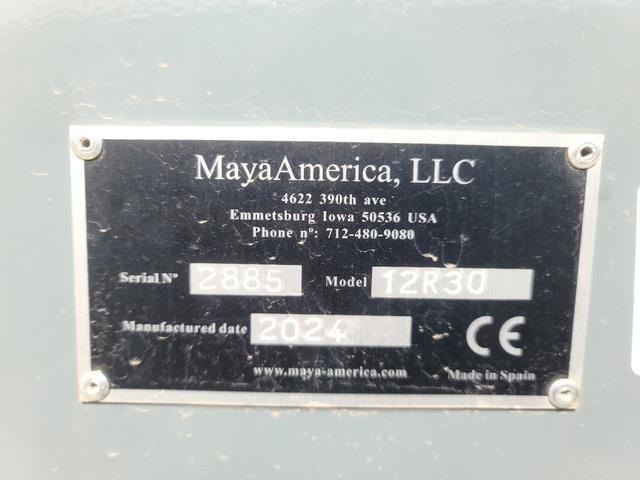 MayaAmerica, LLC
4622 390th ave
Emmetsburg Iowa 50536 USA
Phone nº: 712-480-9080
Serial Nº 2885 Model 12R30
Manufactured date 2024 CE
www.maya-america.com Made in Spain